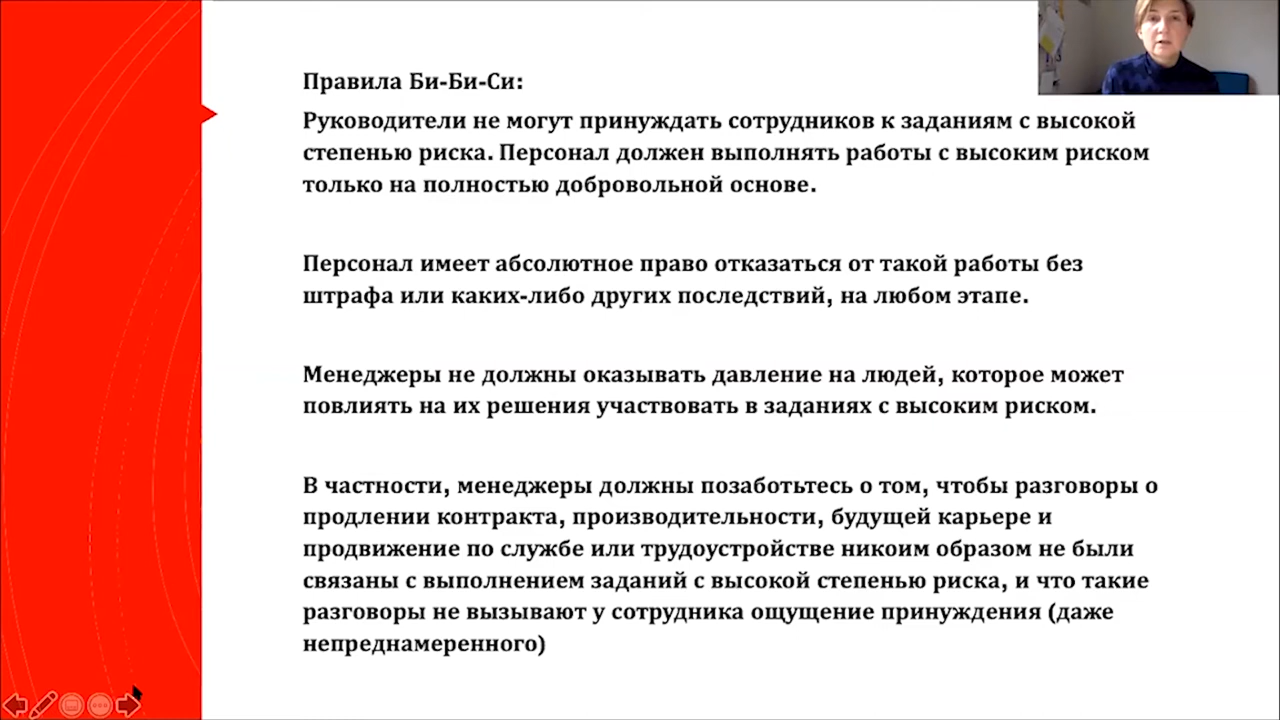 Правила Би-Би-Си:
Руководители не могут принуждать сотрудников к заданиям с высокой
степенью риска. Персонал должен выполнять работы с высоким риском
только на полностью добровольной основе.
Персонал имеет абсолютное право отказаться от такой работы без
штрафа или каких-либо других последствий, на любом этапе.
Менеджеры не должны оказывать давление на людей, которое может
повлиять на их решения участвовать в заданиях с высоким риском.
В частности, менеджеры должны позаботьтесь о том, чтобы разговоры о
продлении контракта, производительности, будущей карьере и
продвижение по службе или трудоустройстве никоим образом не были
связаны с выполнением заданий с высокой степенью риска, и что такие
разговоры не вызывают у сотрудника ощущение принуждения (даже
непреднамеренного)